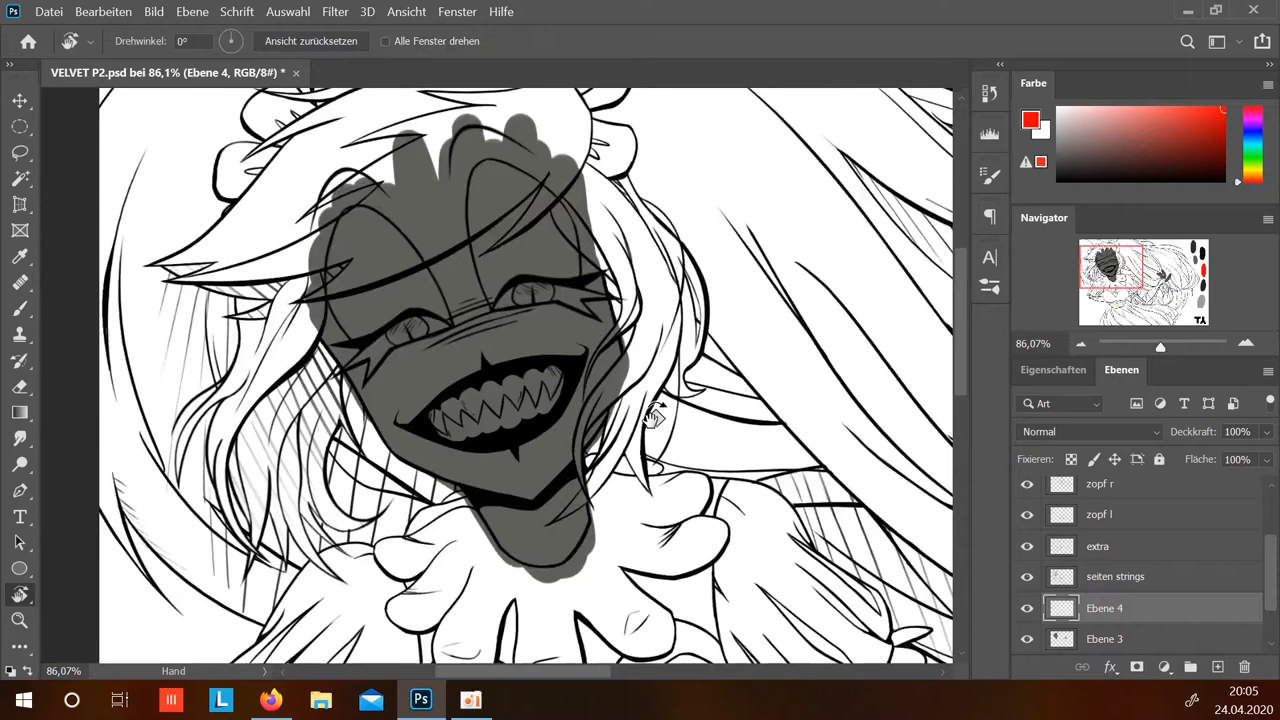 Ps Datei Bearbeiten Bild Ebene Schrift Auswahl Filter 3D Ansicht Fenster Hilfe
Drehwinkel: 0° Ansicht zurücksetzen Alle Fenster drehen
VELVET P2.psd bei 86,1% (Ebene 4, RGB/8#) * ×
Farbe
Navigator
86,07%
Eigenschaften Ebenen
Art
Normal Deckkraft: 100%
Fixieren: Fläche: 100%
zopf r
zopf l
extra
seiten strings
Ebene 4
Ebene 3
fx
86,07% Hand
L Ps
20:05
24.04.2020